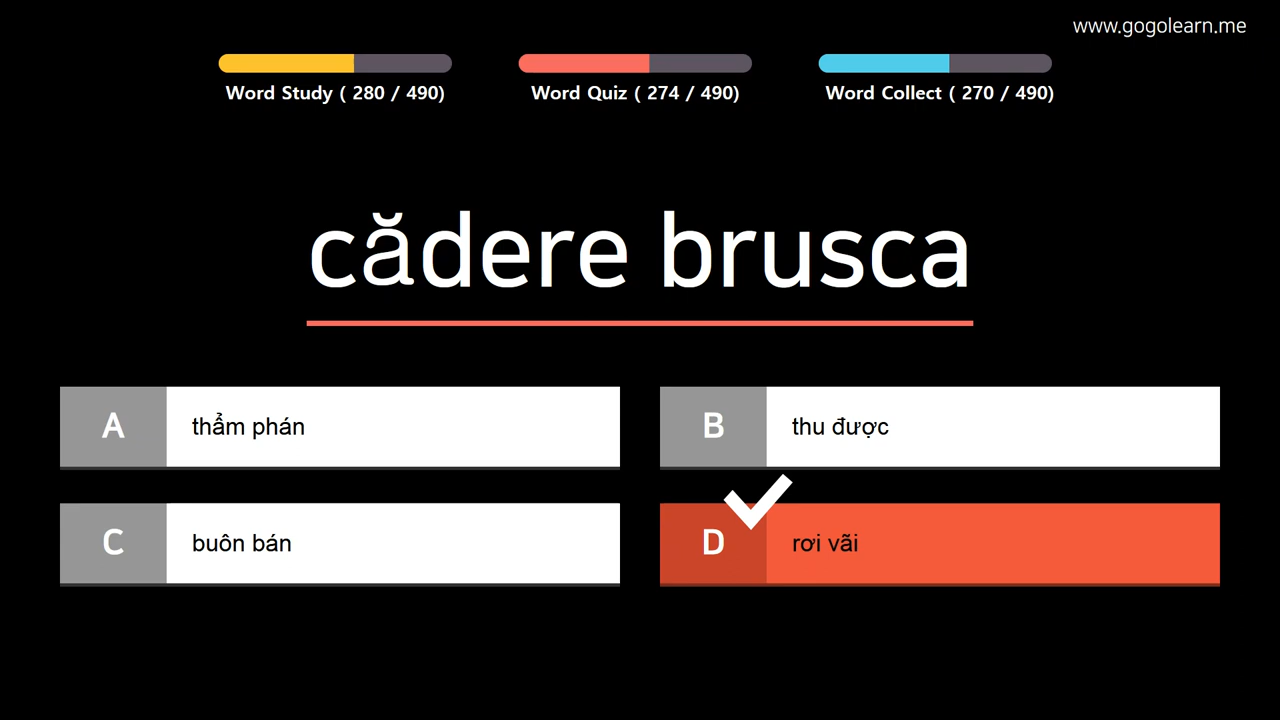 www.gogolearn.me
Word Study ( 280 / 490)
Word Quiz ( 274 / 490)
Word Collect ( 270 / 490)
cădere brusca
A thẩm phán
B thu được
C buôn bán
D rơi vãi